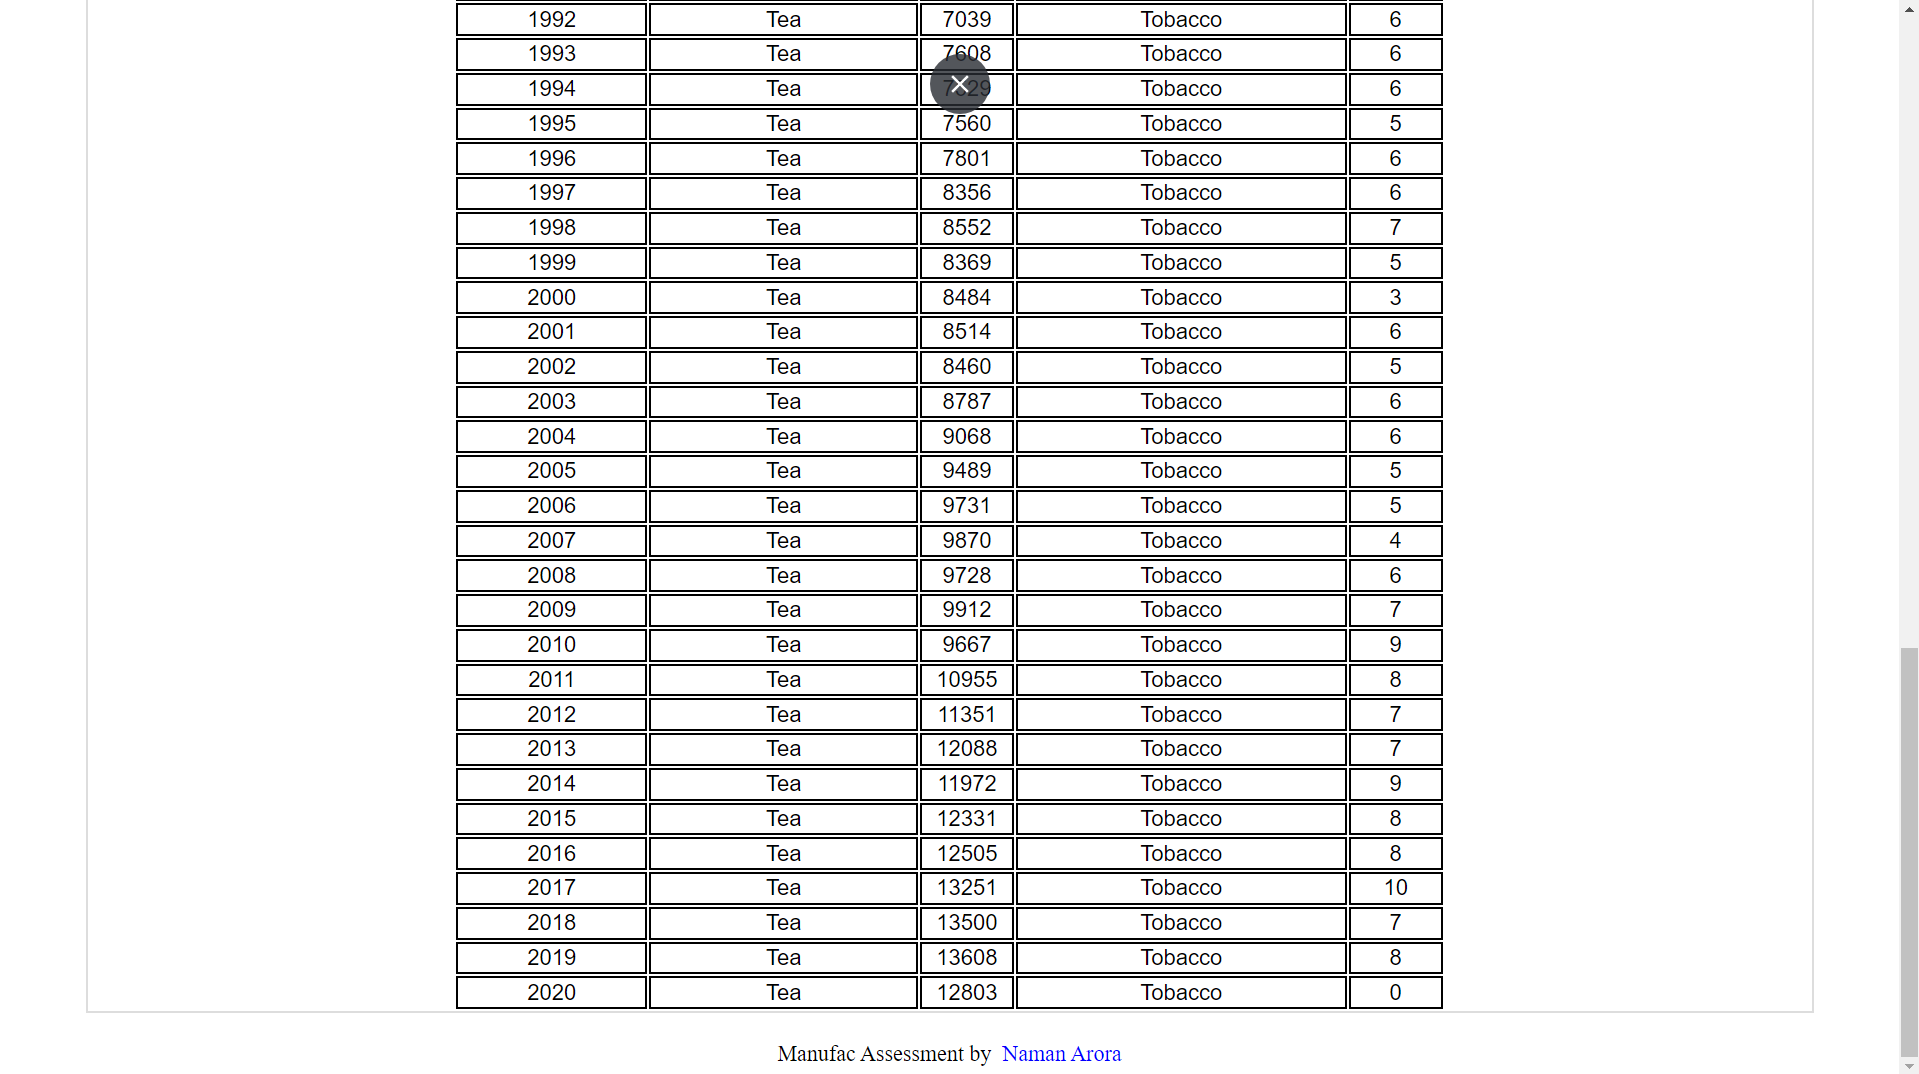 1992 Tea 7039 Tobacco 6
1993 Tea 7608 Tobacco 6
1994 Tea Tobacco 6
1995 Tea 7560 Tobacco 5
1996 Tea 7801 Tobacco 6
1997 Tea 8356 Tobacco 6
1998 Tea 8552 Tobacco 7
1999 Tea 8369 Tobacco 5
2000 Tea 8484 Tobacco 3
2001 Tea 8514 Tobacco 6
2002 Tea 8460 Tobacco 5
2003 Tea 8787 Tobacco 6
2004 Tea 9068 Tobacco 6
2005 Tea 9489 Tobacco 5
2006 Tea 9731 Tobacco 5
2007 Tea 9870 Tobacco 4
2008 Tea 9728 Tobacco 6
2009 Tea 9912 Tobacco 7
2010 Tea 9667 Tobacco 9
2011 Tea 10955 Tobacco 8
2012 Tea 11351 Tobacco 7
2013 Tea 12088 Tobacco 7
2014 Tea 11972 Tobacco 9
2015 Tea 12331 Tobacco 8
2016 Tea 12505 Tobacco 8
2017 Tea 13251 Tobacco 10
2018 Tea 13500 Tobacco 7
2019 Tea 13608 Tobacco 8
2020 Tea 12803 Tobacco 0
Manufac Assessment by Naman Arora